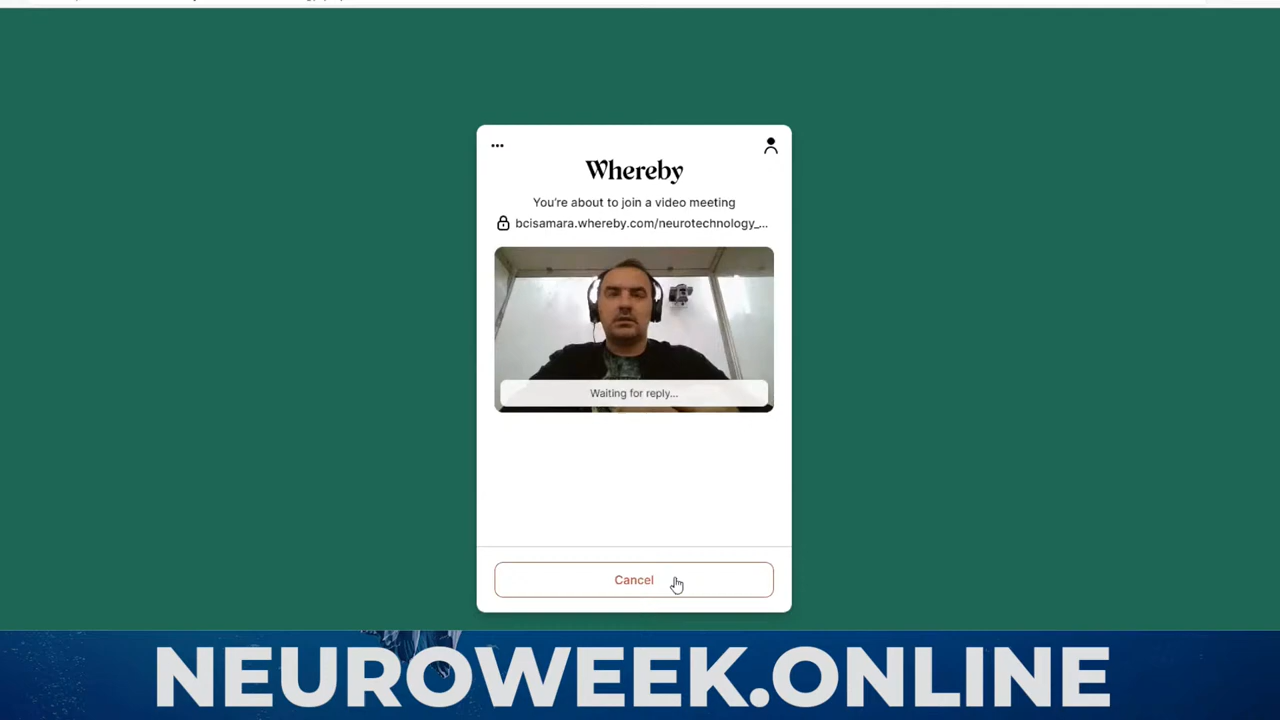 Whereby
You're about to join a video meeting
bcisamara.whereby.com/neurotechnology_...
Waiting for reply...
Cancel
NEUROWEEK.ONLINE